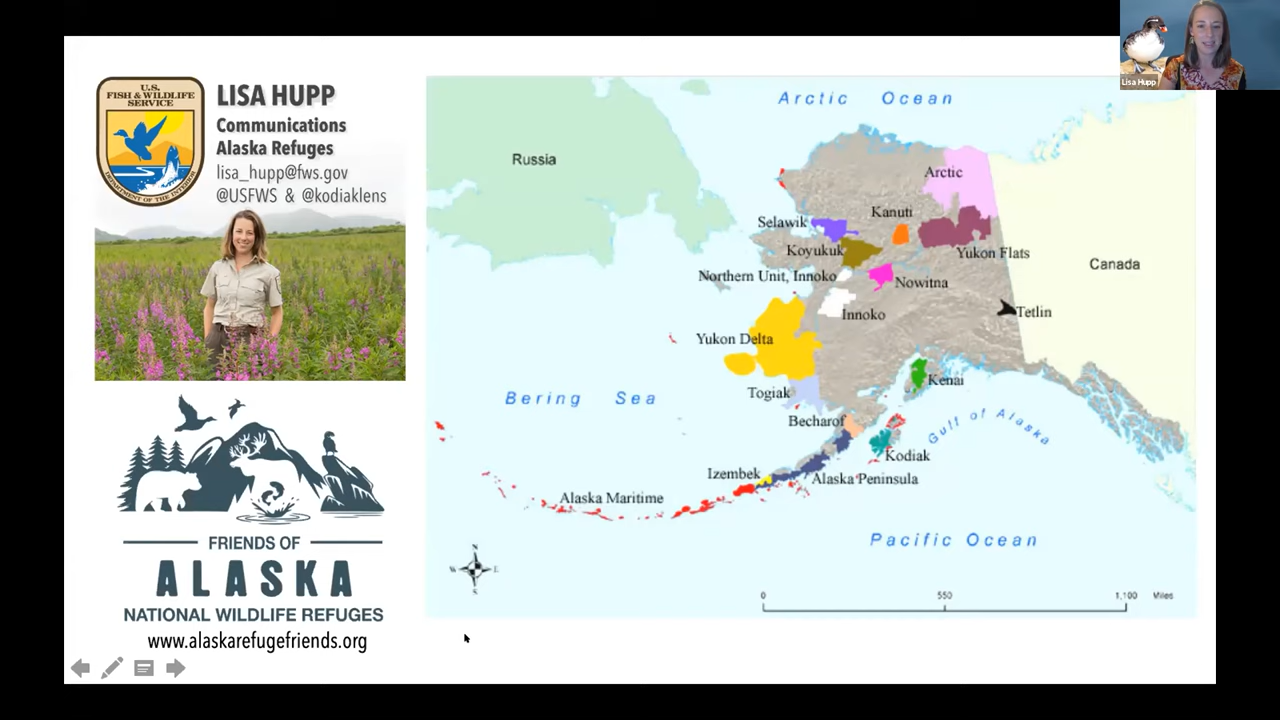 U.S.
FISH & WILDLIFE
SERVICE
DEPARTMENT OF THE INTERIOR
LISA HUPP
Communications
Alaska Refuges
lisa_hupp@fws.gov
@USFWS & @kodiaklens
FRIENDS OF
ALASKA
NATIONAL WILDLIFE REFUGES
www.alaskarefugefriends.org
Arctic Ocean
Russia
Arctic
Kanuti
Selawik
Koyukuk
Yukon Flats
Canada
Northern Unit, Innoko
Nowitna
Innoko
Tetlin
Yukon Delta
Kenai
Togiak
Bering Sea
Becharof
Gulf of Alaska
Kodiak
Izembek
Alaska Peninsula
Alaska Maritime
Pacific Ocean
N
W E
S
0 550 1,100 Miles
Lisa Hupp